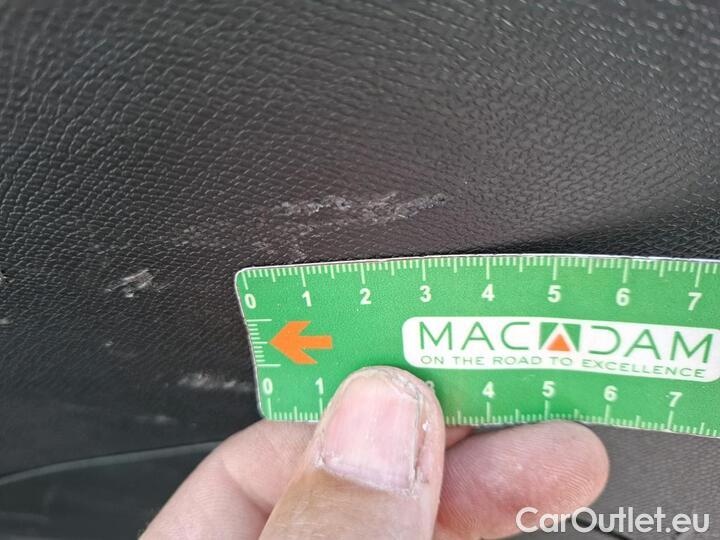 0 1 2 3 4 5 6 7
MACADAM
ON THE ROAD TO EXCELLENCE
0 1 3 4 5 6 7
CarOutlet.eu